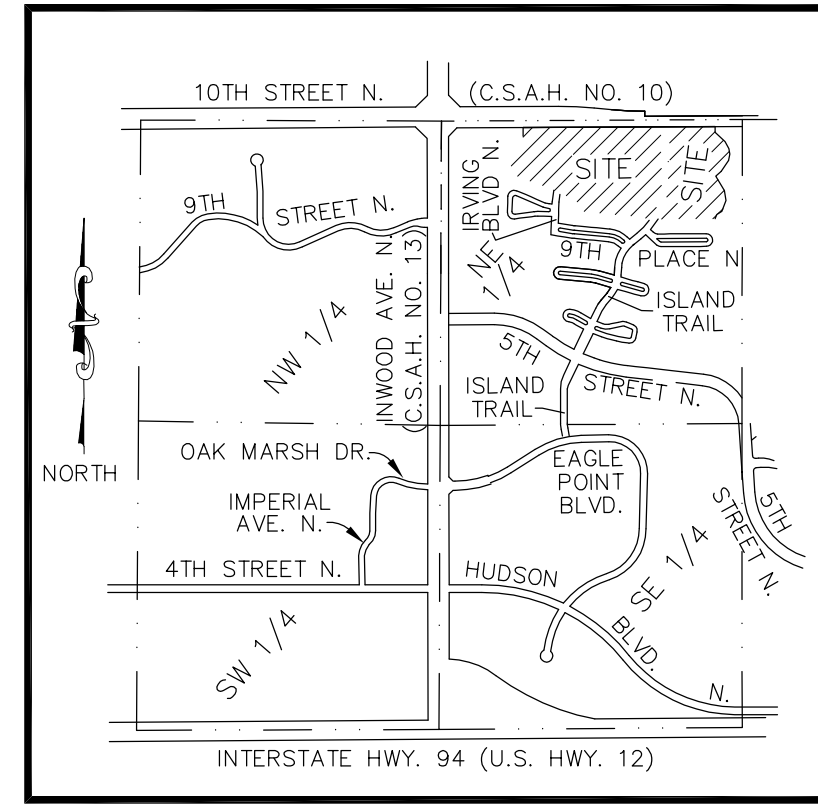 10TH STREET N.
(C.S.A.H. NO. 10)
SITE
SITE
IRVING
BLVD N.
9TH
STREET N.
NE
1/4
9TH
PLACE N
ISLAND
TRAIL
INWOOD AVE. N.
(C.S.A.H. NO. 13)
NW 1/4
5TH
STREET N.
ISLAND
TRAIL
NORTH
OAK MARSH DR.
EAGLE
POINT
BLVD.
IMPERIAL
AVE. N.
5TH
STREET N.
4TH STREET N.
HUDSON
BLVD.
N.
SE 1/4
SW 1/4
INTERSTATE HWY. 94 (U.S. HWY. 12)